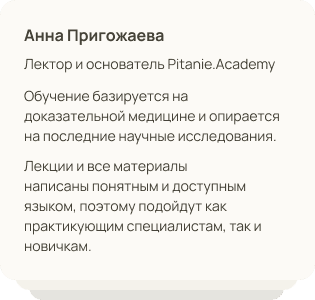 Анна Пригожаева
Лектор и основатель Pitanie.Academy
Обучение базируется на
доказательной медицине и опирается
на последние научные исследования.
Лекции и все материалы
написаны понятным и доступным
языком, поэтому подойдут как
практикующим специалистам, так и
новичкам.